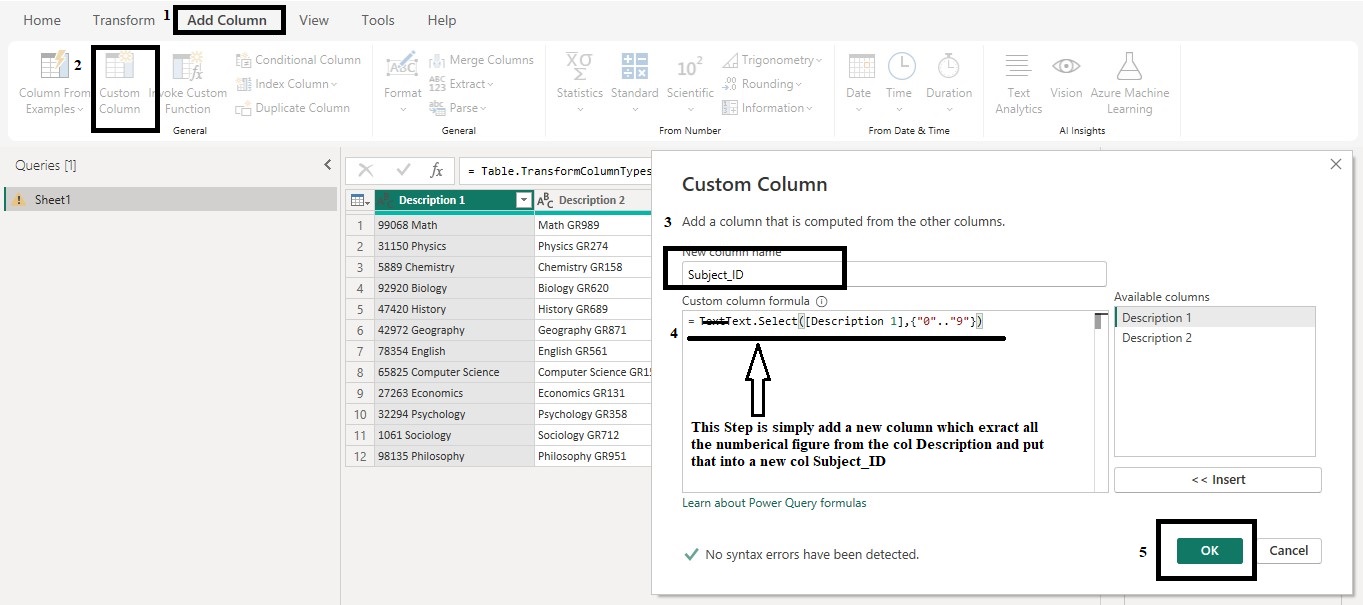 Home Transform 1 Add Column View Tools Help
2
Column From Examples
Custom Column
Invoke Custom Function
Conditional Column
Index Column
Duplicate Column
General
Format
ABC
Merge Columns
ABC 123 Extract
abc Parse
General
XΟ Σ
Statistics
Standard
10²
Scientific
Trigonometry
.00 Rounding
Information
From Number
Date
Time
Duration
From Date & Time
Text Analytics
Vision
Azure Machine Learning
AI Insights
Queries [1]
Sheet1
fx = Table.TransformColumnTypes
Description 1 ABC Description 2
1 99068 Math Math GR989
2 31150 Physics Physics GR274
3 5889 Chemistry Chemistry GR158
4 92920 Biology Biology GR620
5 47420 History History GR689
6 42972 Geography Geography GR871
7 78354 English English GR561
8 65825 Computer Science Computer Science GR15
9 27263 Economics Economics GR131
10 32294 Psychology Psychology GR358
11 1061 Sociology Sociology GR712
12 98135 Philosophy Philosophy GR951
Custom Column
3 Add a column that is computed from the other columns.
New column name
Subject_ID
Custom column formula
4 = TextText.Select([Description 1],{"0".."9"})
This Step is simply add a new column which exract all
the numberical figure from the col Description and put
that into a new col Subject_ID
Available columns
Description 1
Description 2
<< Insert
Learn about Power Query formulas
No syntax errors have been detected.
5 OK Cancel